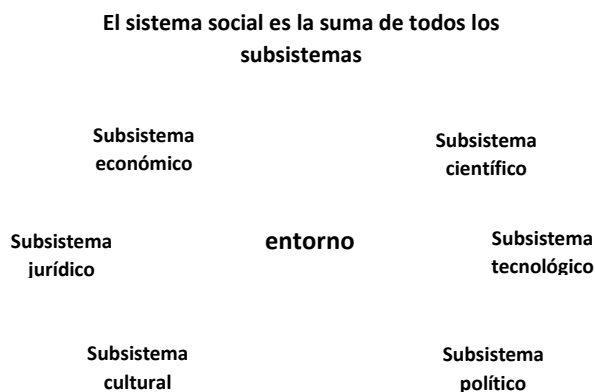 El sistema social es la suma de todos los
subsistemas
Subsistema
económico
Subsistema
científico
Subsistema
jurídico
entorno
Subsistema
tecnológico
Subsistema
cultural
Subsistema
político